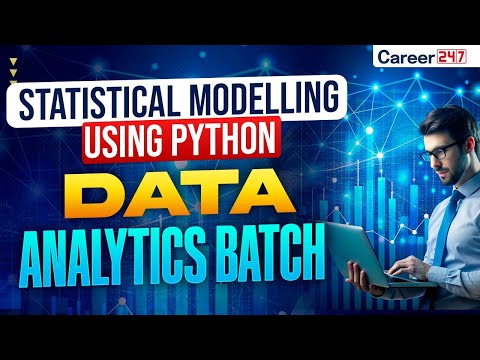 Career 247
STATISTICAL MODELLING
USING PYTHON
DATA
ANALYTICS BATCH